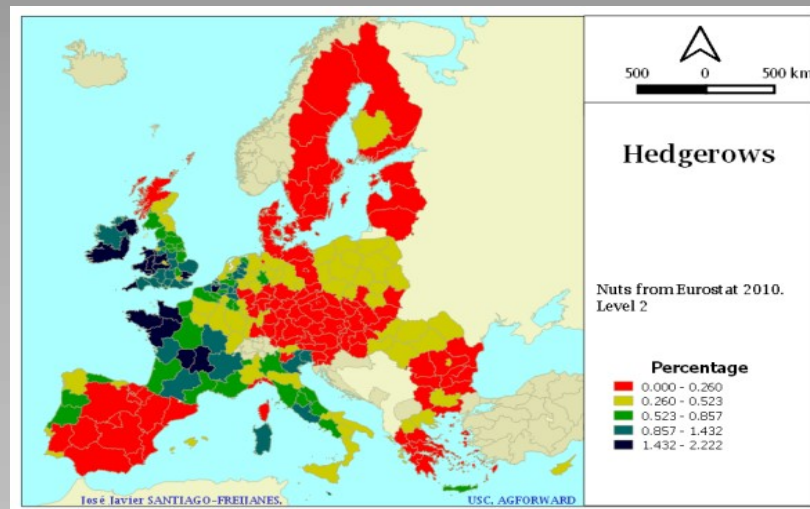 500 0 500 km
Hedgerows
Nuts from Eurostat 2010.
Level 2
Percentage
0.000 - 0.260
0.260 - 0.523
0.523 - 0.857
0.857 - 1.432
1.432 - 2.222
José Javier SANTIAGO-FREIJANES,
USC, AGFORWARD